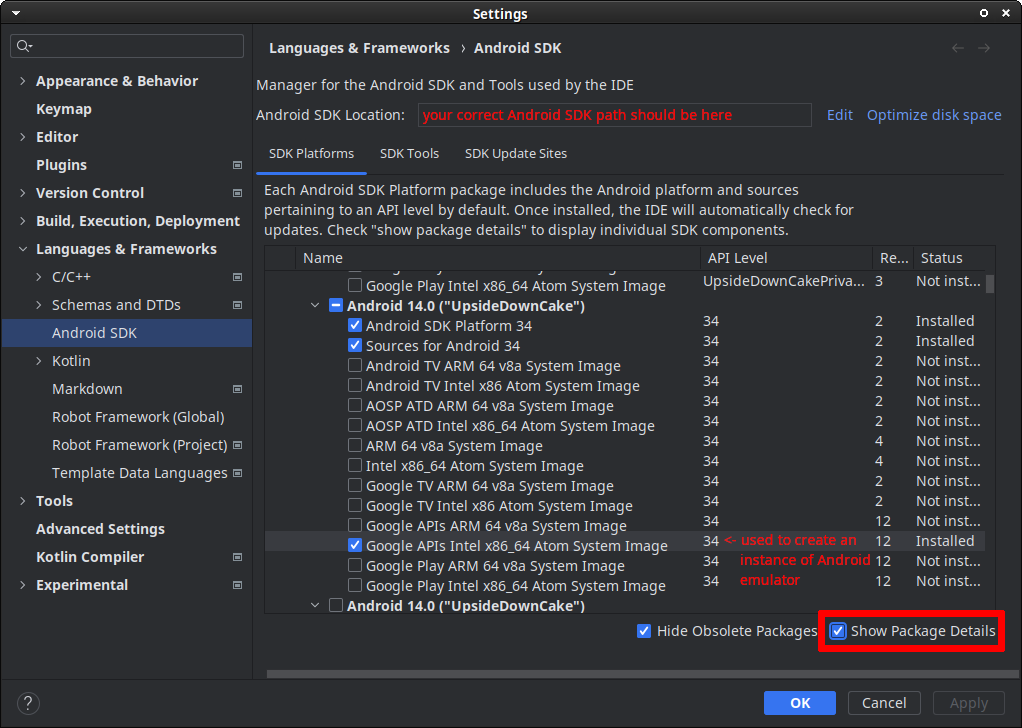 Settings
Languages & Frameworks › Android SDK
Appearance & Behavior
Keymap
Editor
Plugins
Version Control
Build, Execution, Deployment
Languages & Frameworks
C/C++
Schemas and DTDs
Android SDK
Kotlin
Markdown
Robot Framework (Global)
Robot Framework (Project)
Template Data Languages
Tools
Advanced Settings
Kotlin Compiler
Experimental
Manager for the Android SDK and Tools used by the IDE
Android SDK Location: your correct Android SDK path should be here Edit Optimize disk space
SDK Platforms SDK Tools SDK Update Sites
Each Android SDK Platform package includes the Android platform and sources
pertaining to an API level by default. Once installed, the IDE will automatically check for
updates. Check "show package details" to display individual SDK components.
Name API Level Re... Status
Google Play Intel x86_64 Atom System Image UpsideDownCakePriva... 3 Not inst...
Android 14.0 ("UpsideDownCake")
Android SDK Platform 34 34 2 Installed
Sources for Android 34 34 2 Installed
Android TV ARM 64 v8a System Image 34 2 Not inst...
Android TV Intel x86 Atom System Image 34 2 Not inst...
AOSP ATD ARM 64 v8a System Image 34 2 Not inst...
AOSP ATD Intel x86_64 Atom System Image 34 2 Not inst...
ARM 64 v8a System Image 34 4 Not inst...
Intel x86_64 Atom System Image 34 4 Not inst...
Google TV ARM 64 v8a System Image 34 2 Not inst...
Google TV Intel x86 Atom System Image 34 2 Not inst...
Google APIs ARM 64 v8a System Image 34 12 Not inst...
Google APIs Intel x86_64 Atom System Image 34 <- used to create an 12 Installed
Google Play ARM 64 v8a System Image 34 instance of Android 12 Not inst...
Google Play Intel x86_64 Atom System Image 34 emulator 12 Not inst...
Android 14.0 ("UpsideDownCake")
Hide Obsolete Packages Show Package Details
? OK Cancel Apply